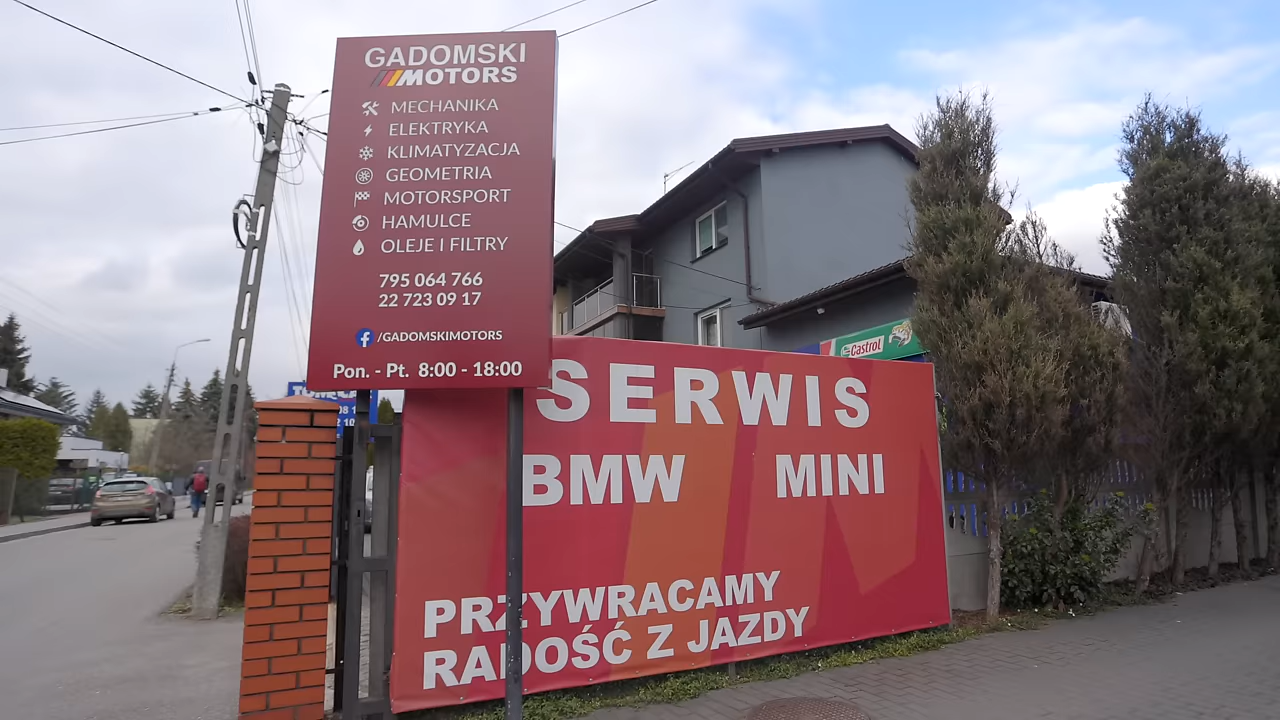 GADOMSKI
MOTORS
MECHANIKA
ELEKTRYKA
KLIMATYZACJA
GEOMETRIA
MOTORSPORT
HAMULCE
OLEJE I FILTRY
795 064 766
22 723 09 17
/GADOMSKIMOTORS
Pon. - Pt. 8:00 - 18:00
Castrol
SERWIS
BMW MINI
PRZYWRACAMY
RADOŚĆ Z JAZDY